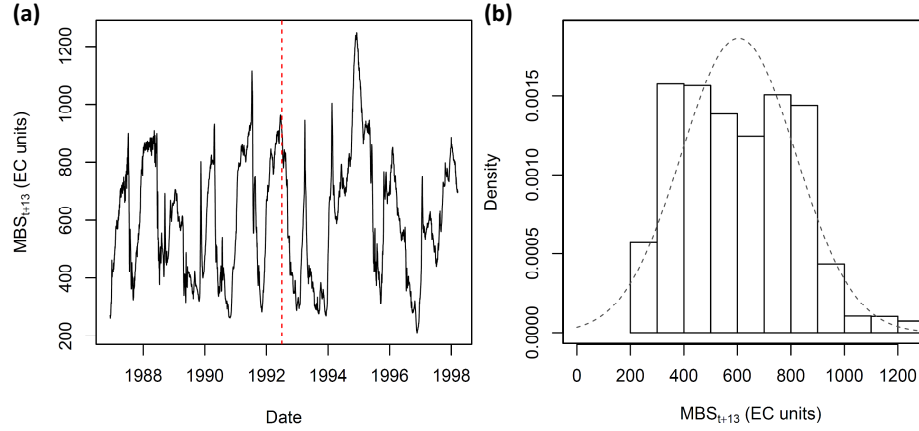 (a)
MBSt+13 (EC units)
200 400 600 800 1000 1200
1988 1990 1992 1994 1996 1998
Date
(b)
Density
0.0000 0.0005 0.0010 0.0015
0 200 400 600 800 1000 1200
MBSt+13 (EC units)